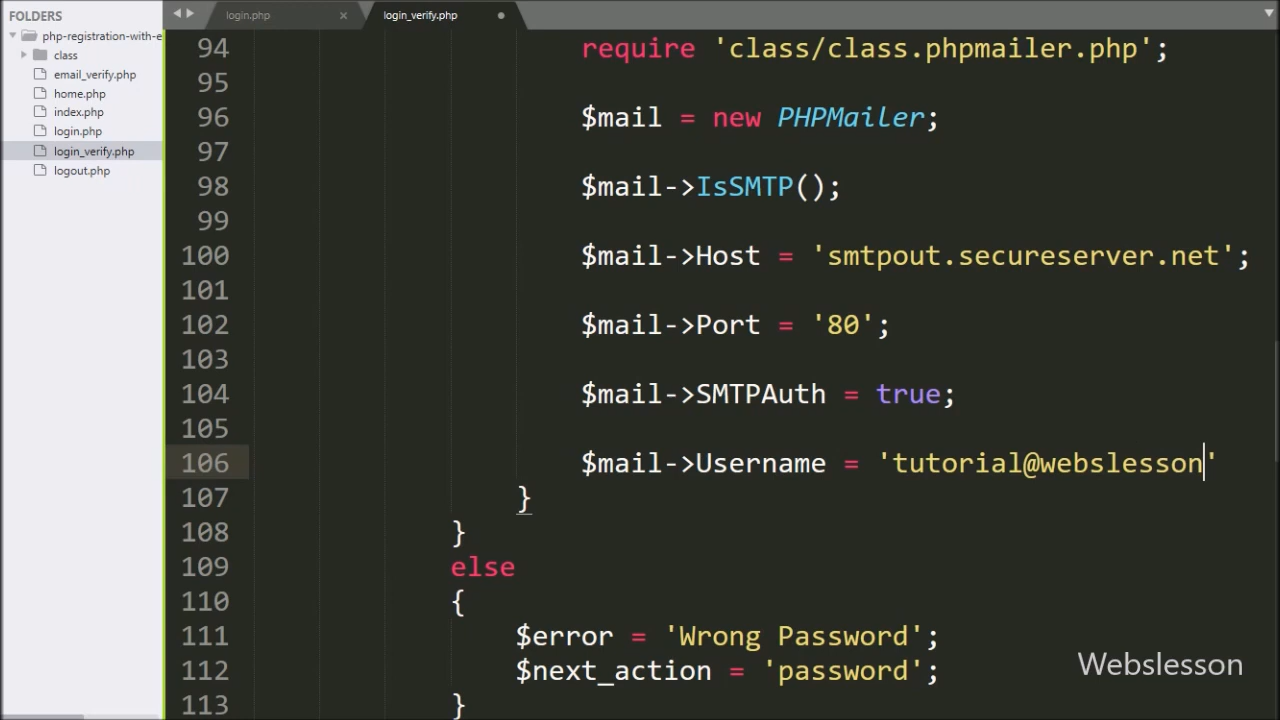 FOLDERS
php-registration-with-e
class
email_verify.php
home.php
index.php
login.php
login_verify.php
logout.php
login.php ×
login_verify.php
94 require 'class/class.phpmailer.php';
95
96 $mail = new PHPMailer;
97
98 $mail->IsSMTP();
99
100 $mail->Host = 'smtpout.secureserver.net';
101
102 $mail->Port = '80';
103
104 $mail->SMTPAuth = true;
105
106 $mail->Username = 'tutorial@webslesson'
107 }
108 }
109 else
110 {
111 $error = 'Wrong Password';
112 $next_action = 'password';
113 }
Webslesson